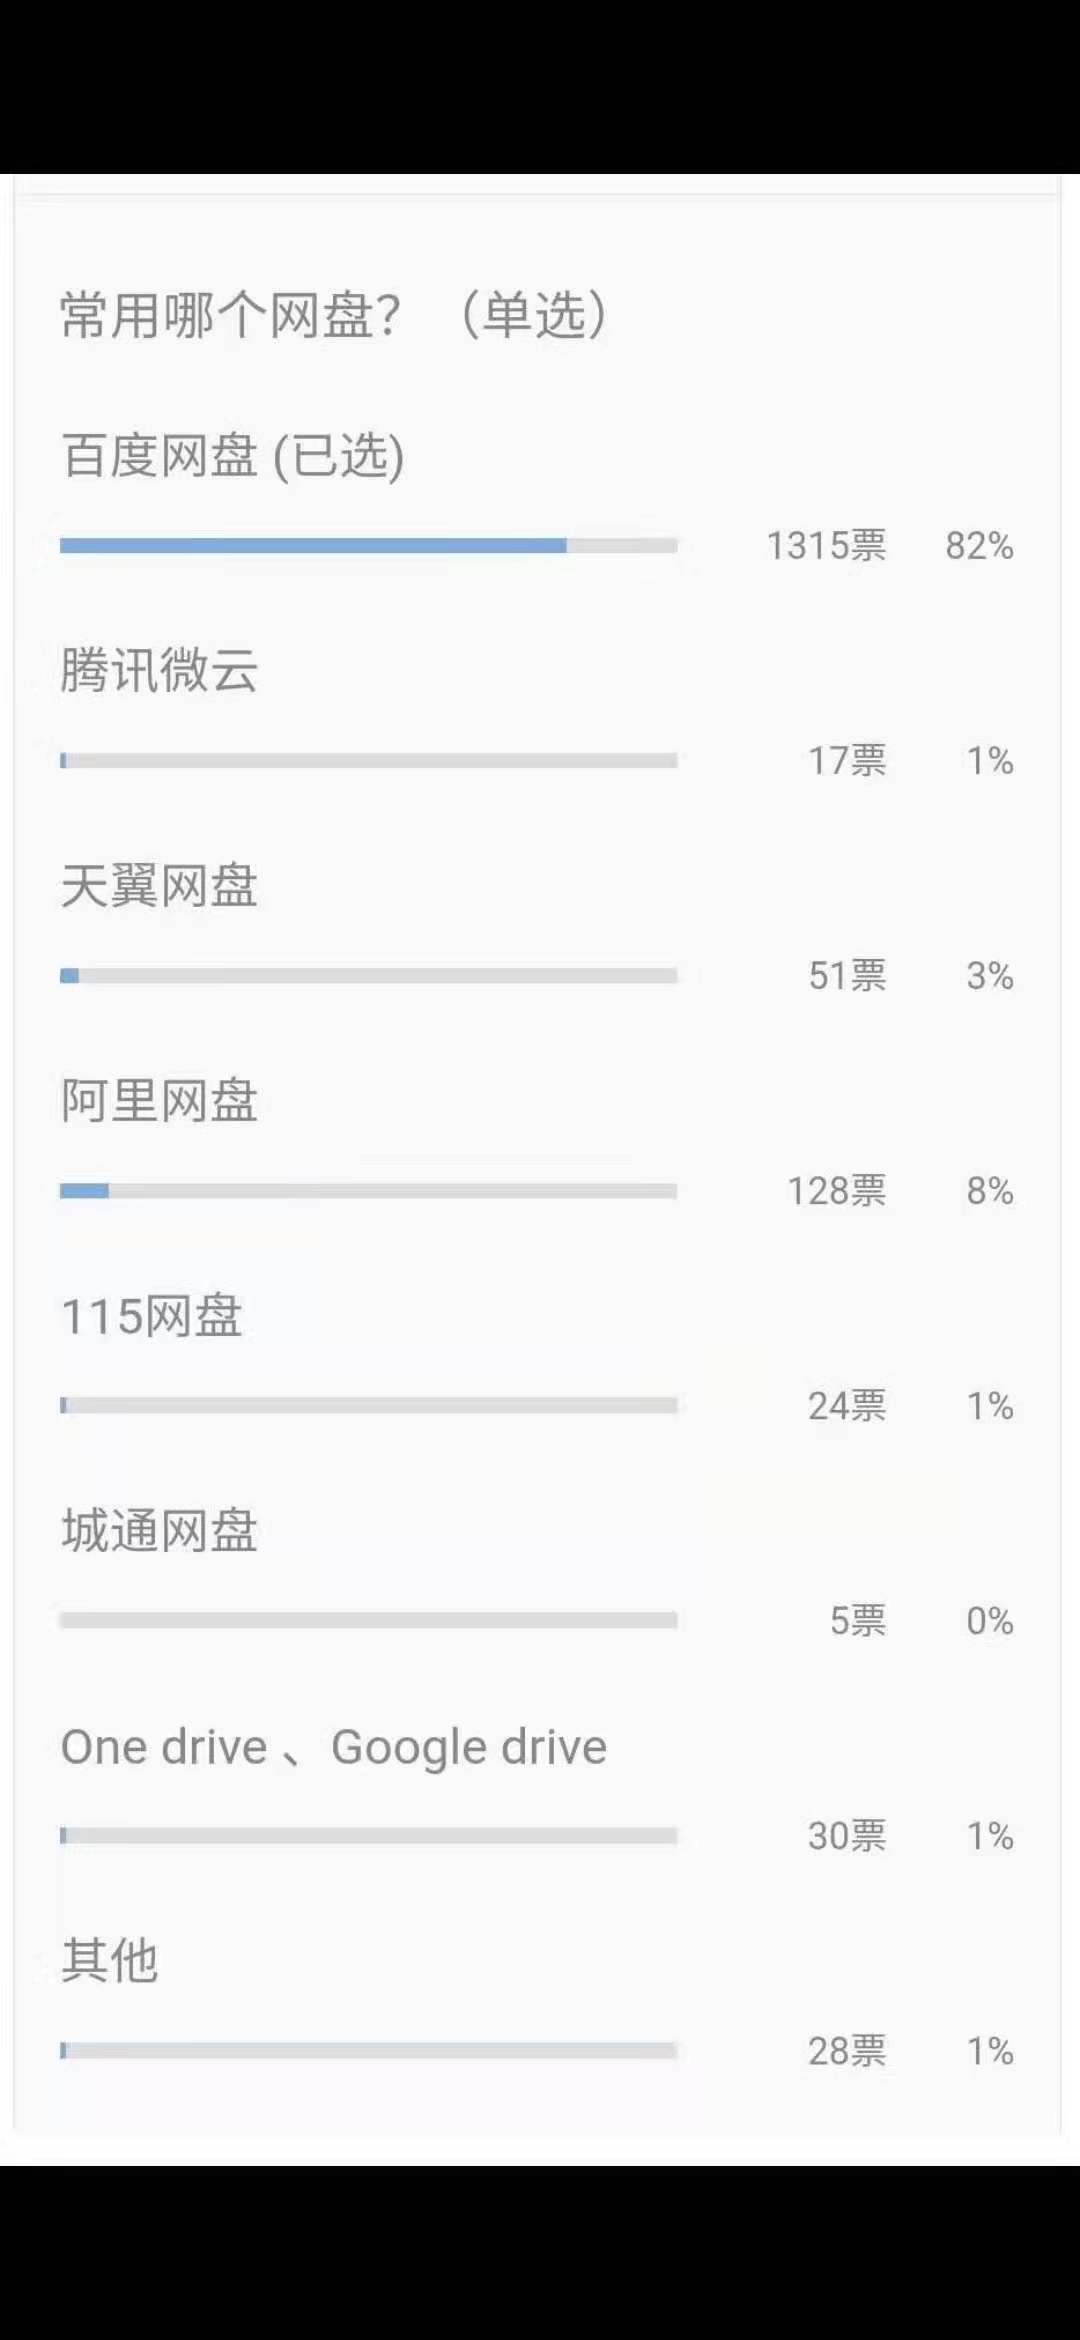 常用哪个网盘？（单选）
百度网盘 (已选)
1315票 82%
腾讯微云
17票 1%
天翼网盘
51票 3%
阿里网盘
128票 8%
115网盘
24票 1%
城通网盘
5票 0%
One drive 、Google drive
30票 1%
其他
28票 1%